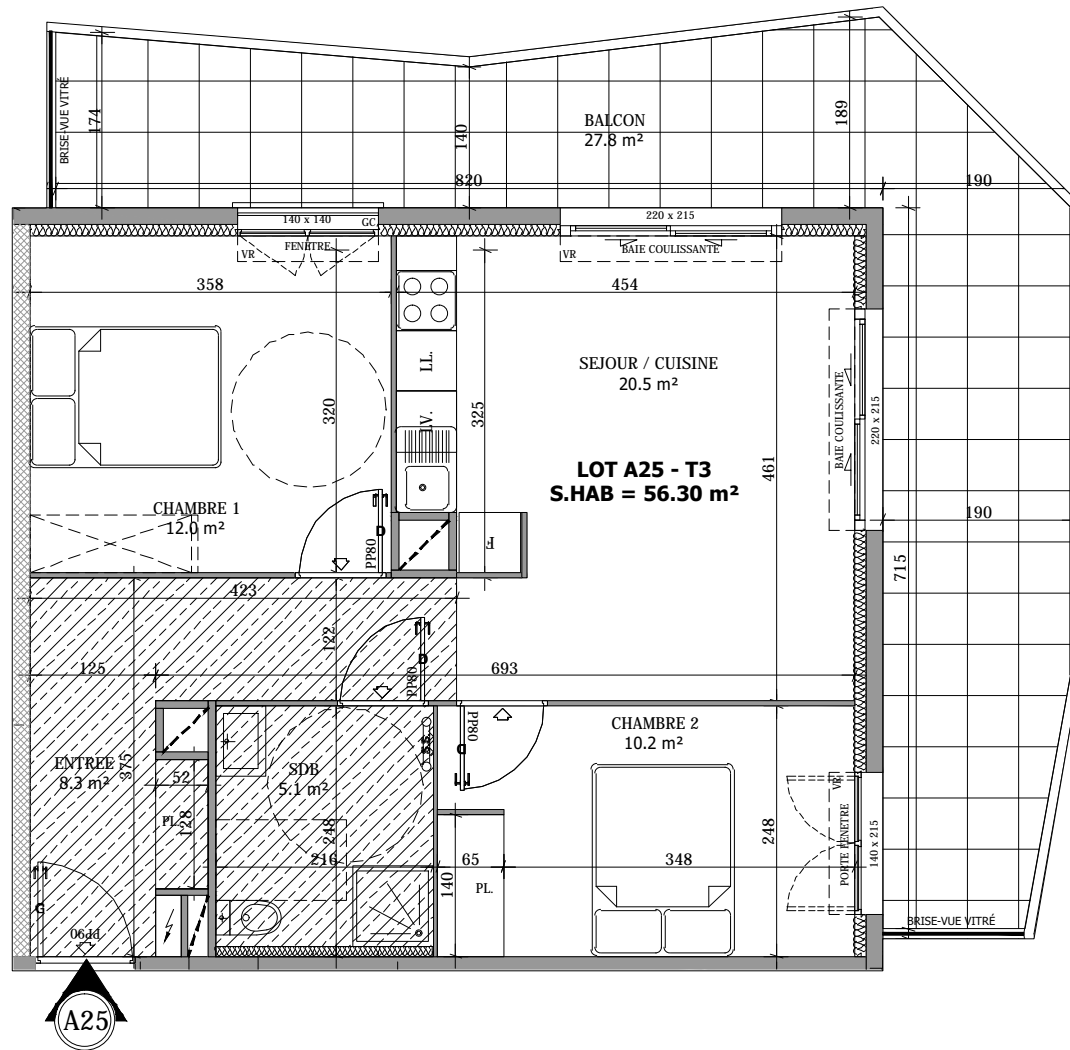 BRISE-VUE VITRÉ
174
140
189
BALCON
27.8 m²
820
190
140 x 140
GC
FENETRE
VR
220 x 215
BAIE COULISSANTE
VR
358
454
LL.
LV.
320
325
SEJOUR / CUISINE
20.5 m²
BAIE COULISSANTE
220 x 215
LOT A25 - T3
S.HAB = 56.30 m²
461
CHAMBRE 1
12.0 m²
190
D
PP80
F
715
423
122
D
PP80
125
693
PP80
D
CHAMBRE 2
10.2 m²
ENTREE
8.3 m²
375
52
PL.
128
SDB
5.1 m²
SS
248
216
65
140
PL.
348
248
VR
PORTE FENETRE
140 x 215
G
PP90
BRISE-VUE VITRÉ
A25